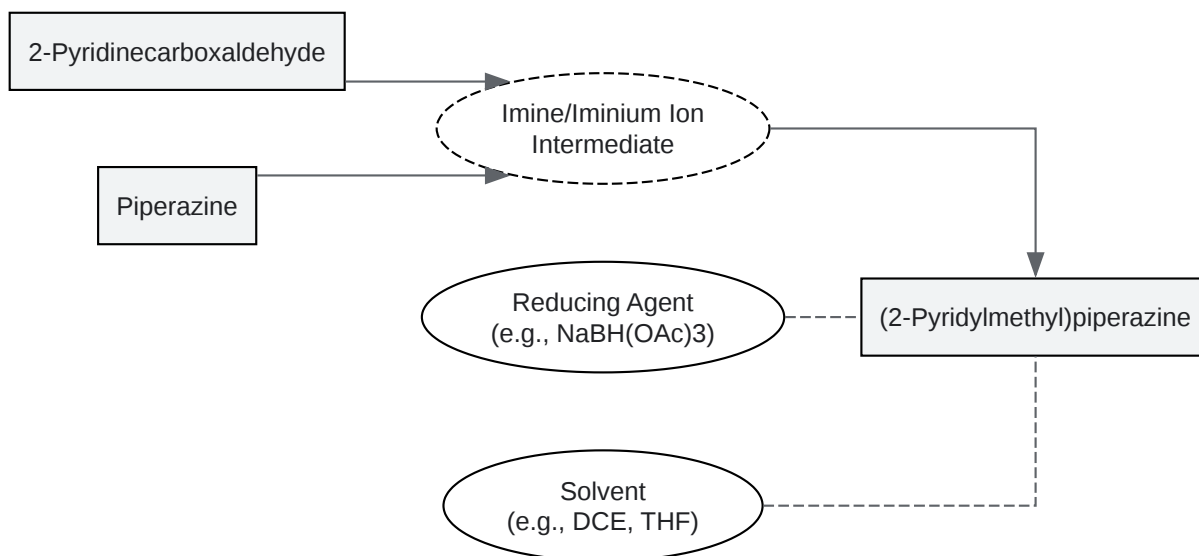 2-Pyridinecarboxaldehyde
Imine/Iminium Ion
Intermediate
Piperazine
Reducing Agent
(e.g., NaBH(OAc)3)
(2-Pyridylmethyl)piperazine
Solvent
(e.g., DCE, THF)